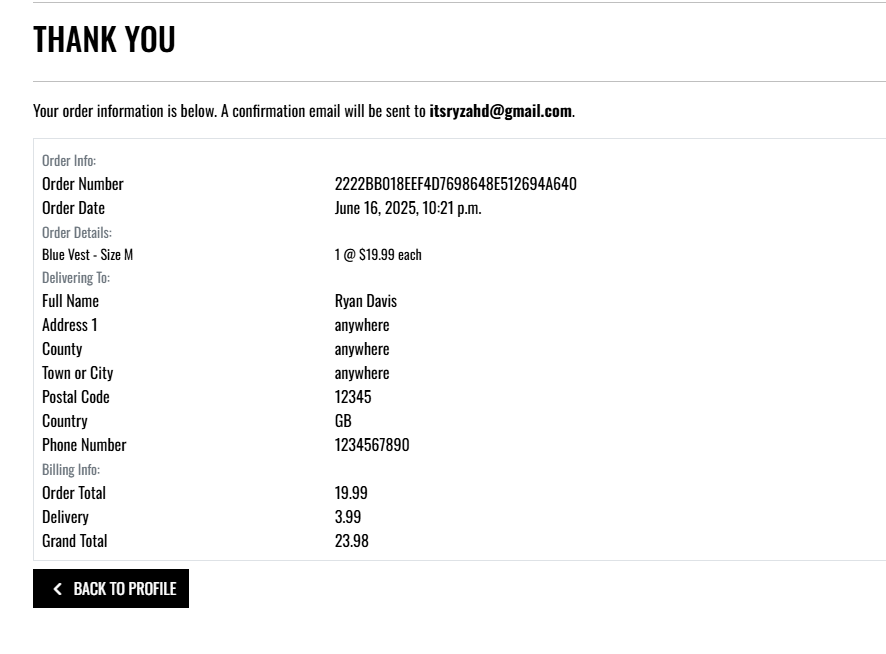 THANK YOU
Your order information is below. A confirmation email will be sent to itsryzahd@gmail.com.
Order Info:
Order Number 2222BB018EEF4D7698648E512694A640
Order Date June 16, 2025, 10:21 p.m.
Order Details:
Blue Vest - Size M 1 @ $19.99 each
Delivering To:
Full Name Ryan Davis
Address 1 anywhere
County anywhere
Town or City anywhere
Postal Code 12345
Country GB
Phone Number 1234567890
Billing Info:
Order Total 19.99
Delivery 3.99
Grand Total 23.98
BACK TO PROFILE